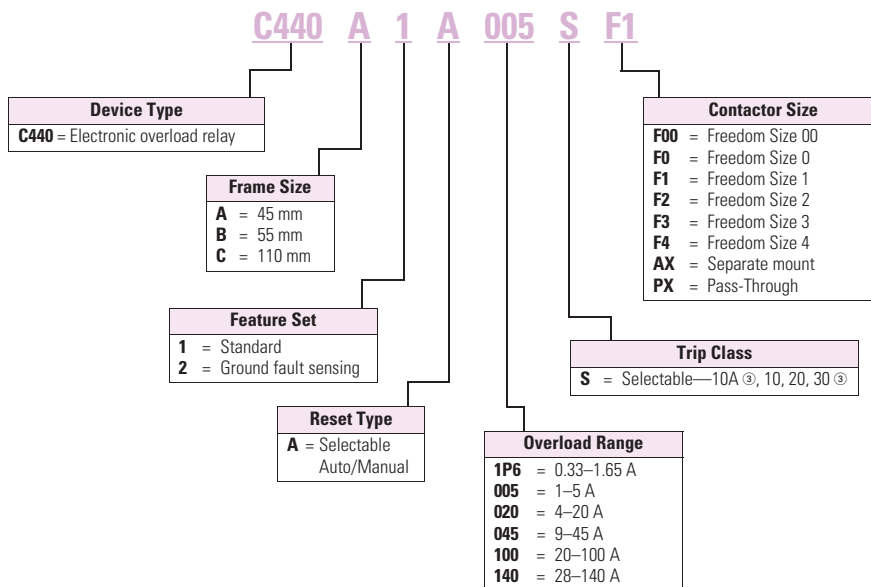 C440 A 1 A 005 S F1
Device Type
C440 = Electronic overload relay
Frame Size
A = 45 mm
B = 55 mm
C = 110 mm
Feature Set
1 = Standard
2 = Ground fault sensing
Reset Type
A = Selectable
Auto/Manual
Contactor Size
F00 = Freedom Size 00
F0 = Freedom Size 0
F1 = Freedom Size 1
F2 = Freedom Size 2
F3 = Freedom Size 3
F4 = Freedom Size 4
AX = Separate mount
PX = Pass-Through
Trip Class
S = Selectable—10A ③, 10, 20, 30 ③
Overload Range
1P6 = 0.33–1.65 A
005 = 1–5 A
020 = 4–20 A
045 = 9–45 A
100 = 20–100 A
140 = 28–140 A